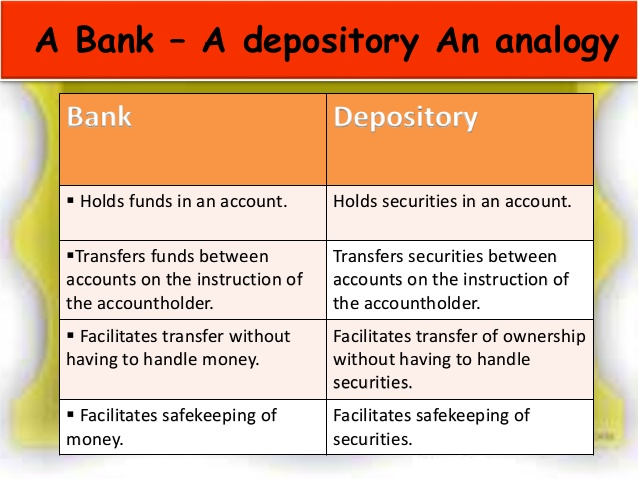 A Bank – A depository An analogy
Bank
Depository
▪ Holds funds in an account.
Holds securities in an account.
▪Transfers funds between
accounts on the instruction of
the accountholder.
Transfers securities between
accounts on the instruction of
the accountholder.
▪ Facilitates transfer without
having to handle money.
Facilitates transfer of ownership
without having to handle
securities.
▪ Facilitates safekeeping of
money.
Facilitates safekeeping of
securities.